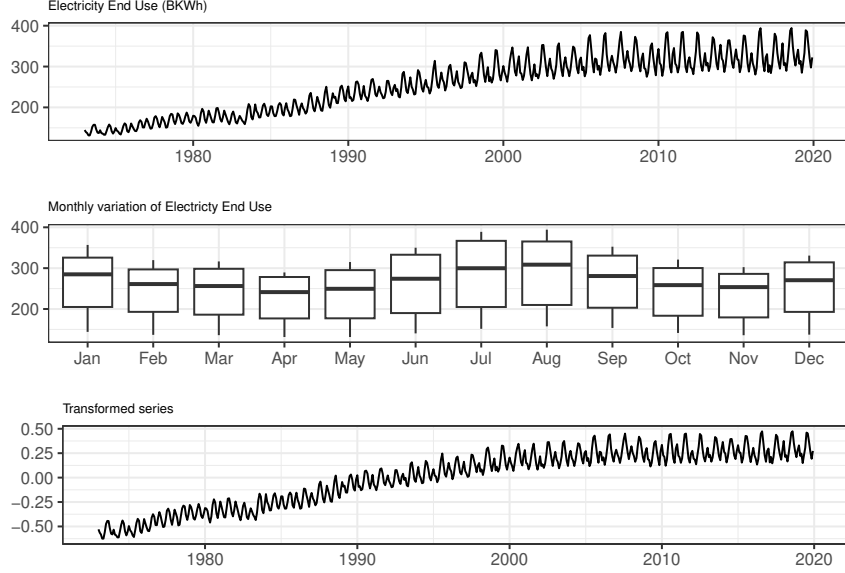 Electricity End Use (BKWh)
400
300
200
1980 1990 2000 2010 2020
Monthly variation of Electricty End Use
400
300
200
Jan Feb Mar Apr May Jun Jul Aug Sep Oct Nov Dec
Transformed series
0.50
0.25
0.00
−0.25
−0.50
1980 1990 2000 2010 2020